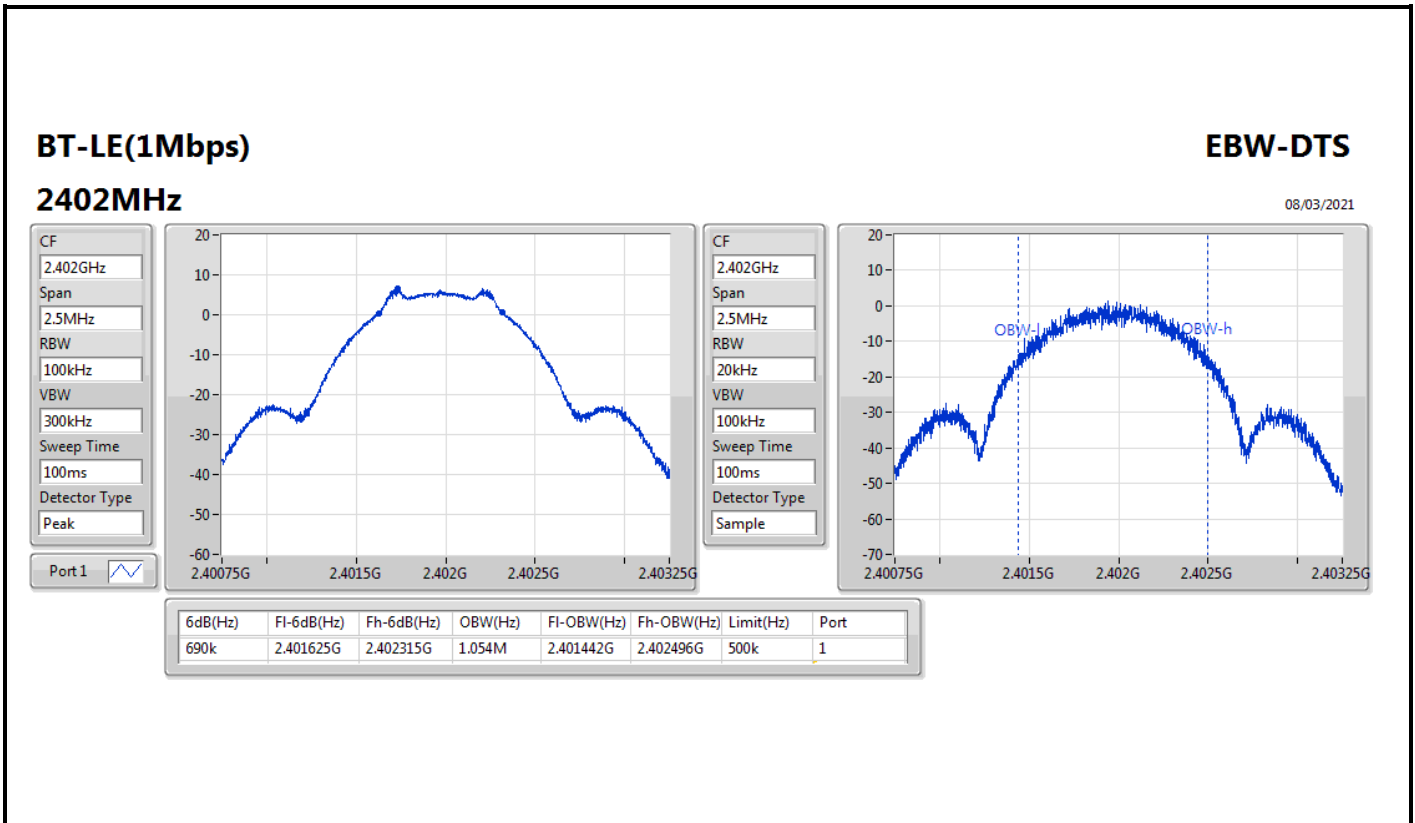 BT-LE(1Mbps)
EBW-DTS
2402MHz
08/03/2021
CF
2.402GHz
Span
2.5MHz
RBW
100kHz
VBW
300kHz
Sweep Time
100ms
Detector Type
Peak
Port 1
20
10
0
-10
-20
-30
-40
-50
-60
2.40075G 2.4015G 2.402G 2.4025G 2.40325G
CF
2.402GHz
Span
2.5MHz
RBW
20kHz
VBW
100kHz
Sweep Time
100ms
Detector Type
Sample
20
10
0
-10
-20
-30
-40
-50
-60
-70
OBW-l OBW-h
2.40075G 2.4015G 2.402G 2.4025G 2.40325G
6dB(Hz) Fl-6dB(Hz) Fh-6dB(Hz) OBW(Hz) Fl-OBW(Hz) Fh-OBW(Hz) Limit(Hz) Port
690k 2.401625G 2.402315G 1.054M 2.401442G 2.402496G 500k 1